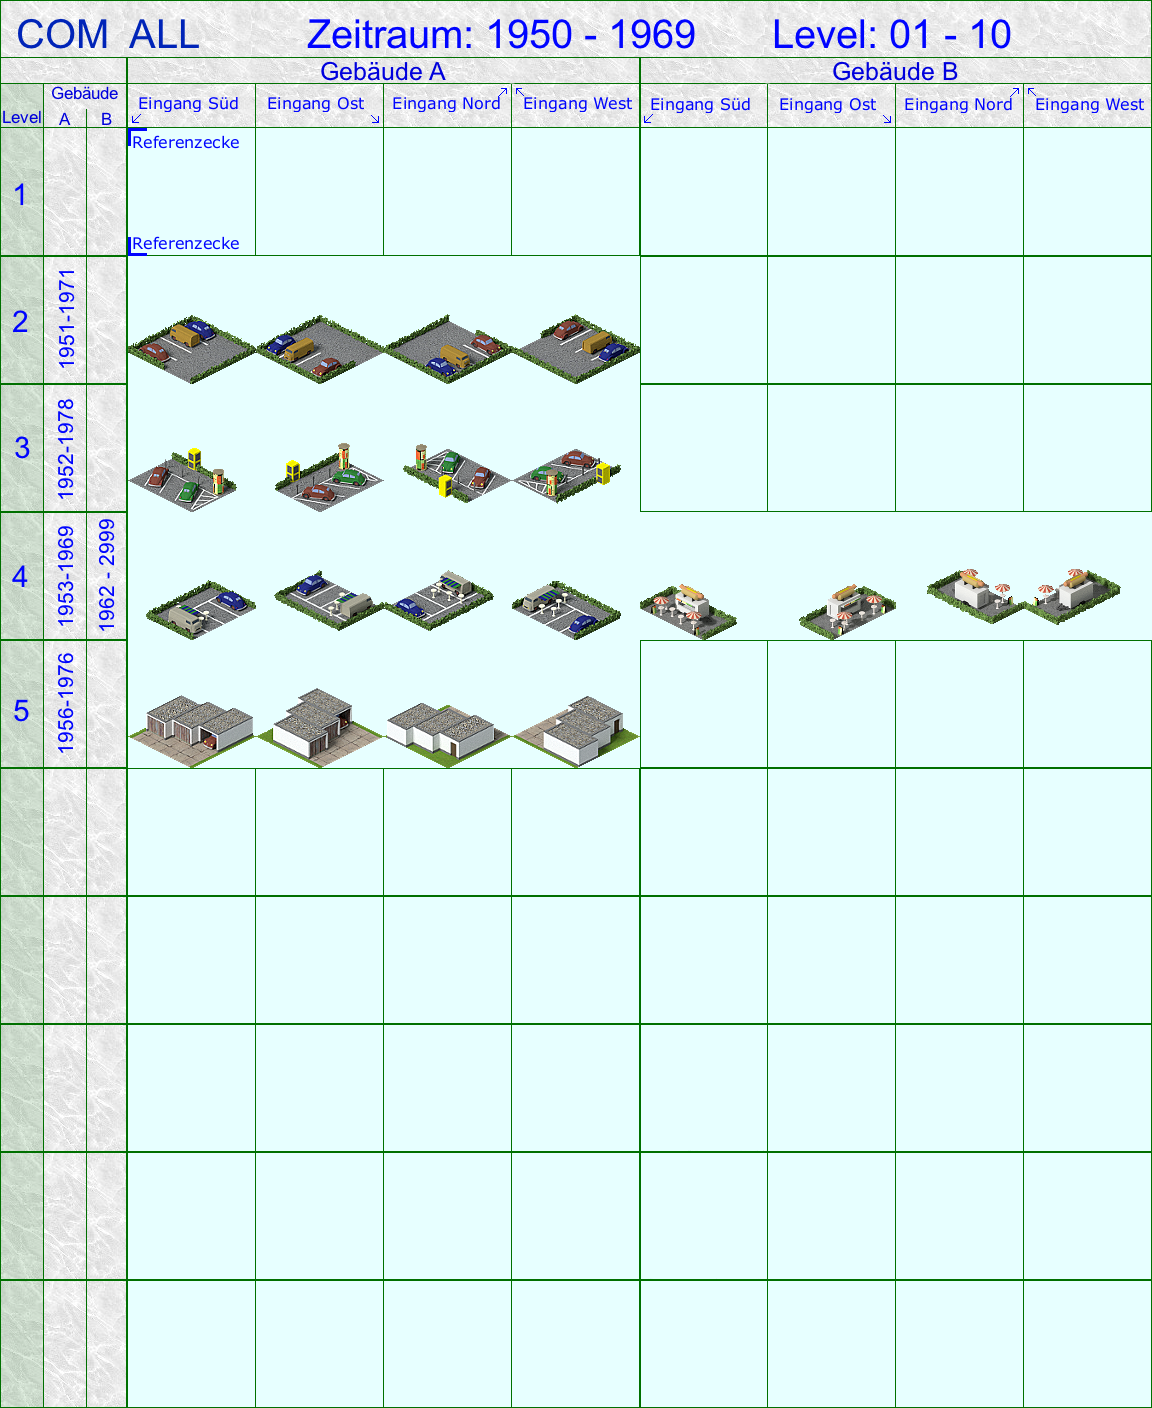 COM ALL Zeitraum: 1950 - 1969 Level: 01 - 10
Gebäude A Gebäude B
Gebäude
Level A B Eingang Süd Eingang Ost Eingang Nord Eingang West Eingang Süd Eingang Ost Eingang Nord Eingang West
Referenzecke
1
Referenzecke
2 1951-1971
3 1952-1978
4 1953-1969 1962 - 2999
5 1956-1976